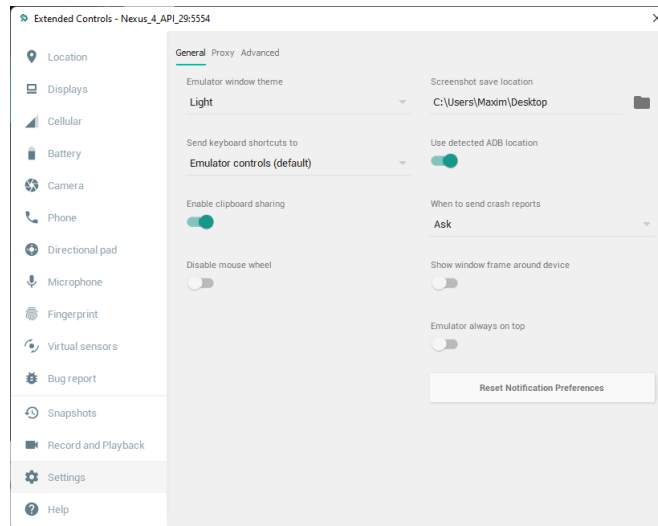 Extended Controls - Nexus_4_API_29:5554
Location
Displays
Cellular
Battery
Camera
Phone
Directional pad
Microphone
Fingerprint
Virtual sensors
Bug report
Snapshots
Record and Playback
Settings
Help
General Proxy Advanced
Emulator window theme
Light
Send keyboard shortcuts to
Emulator controls (default)
Enable clipboard sharing
Disable mouse wheel
Screenshot save location
C:\Users\Maxim\Desktop
Use detected ADB location
When to send crash reports
Ask
Show window frame around device
Emulator always on top
Reset Notification Preferences